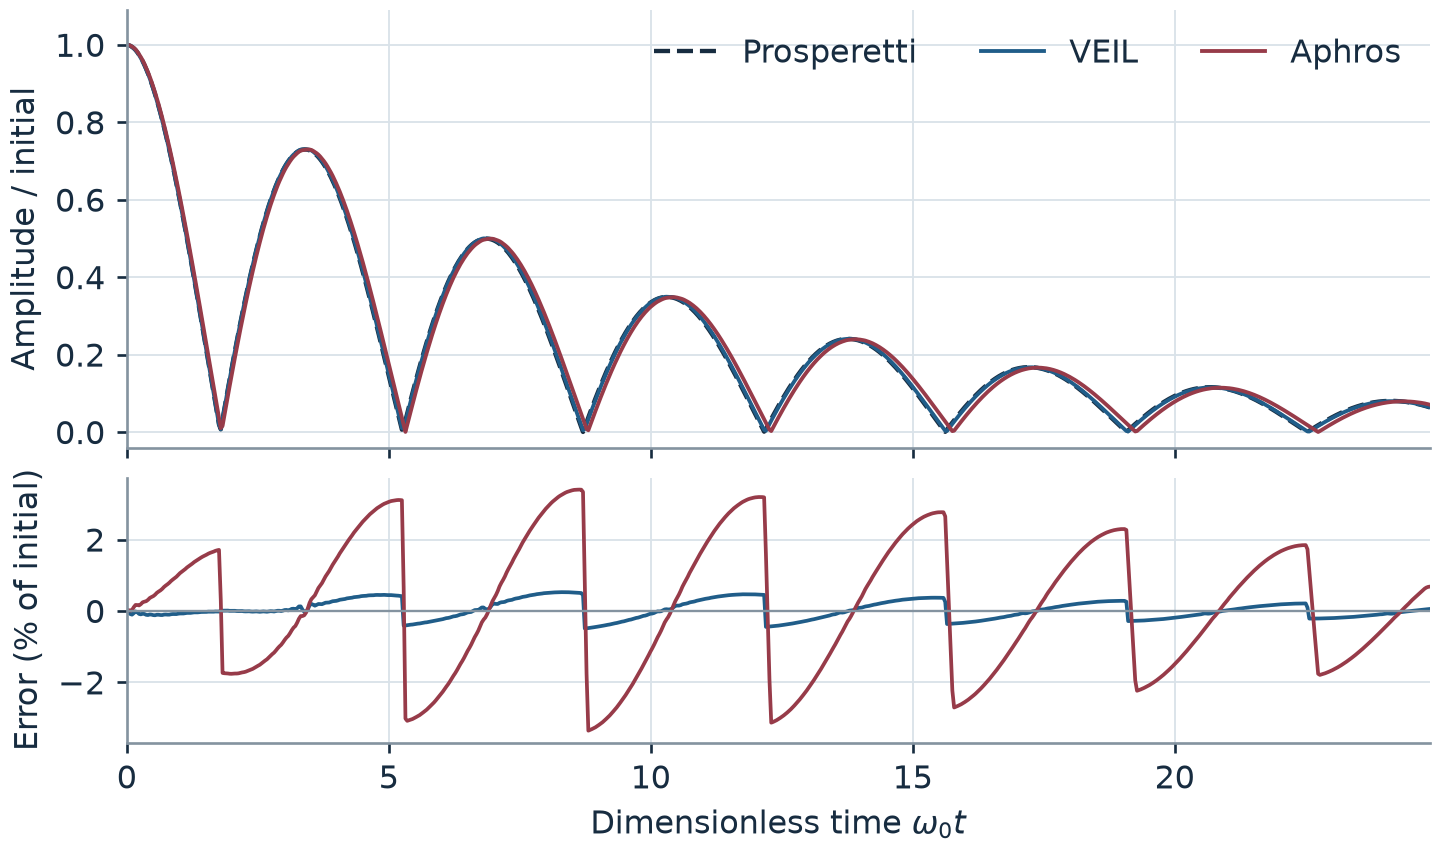 Prosperetti VEIL Aphros
Amplitude / initial
1.0
0.8
0.6
0.4
0.2
0.0
Error (% of initial)
2
0
−2
0 5 10 15 20
Dimensionless time ω₀t